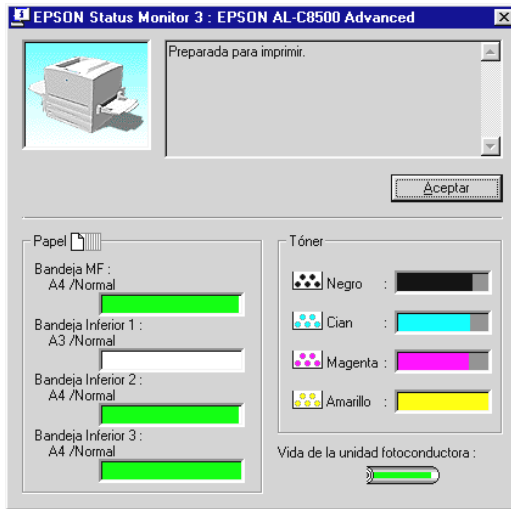 EPSON Status Monitor 3 : EPSON AL-C8500 Advanced
Preparada para imprimir.
Aceptar
Papel
Bandeja MF :
A4 /Normal
Bandeja Inferior 1 :
A3 /Normal
Bandeja Inferior 2 :
A4 /Normal
Bandeja Inferior 3 :
A4 /Normal
Tóner
Negro :
Cian :
Magenta :
Amarillo :
Vida de la unidad fotoconductora :